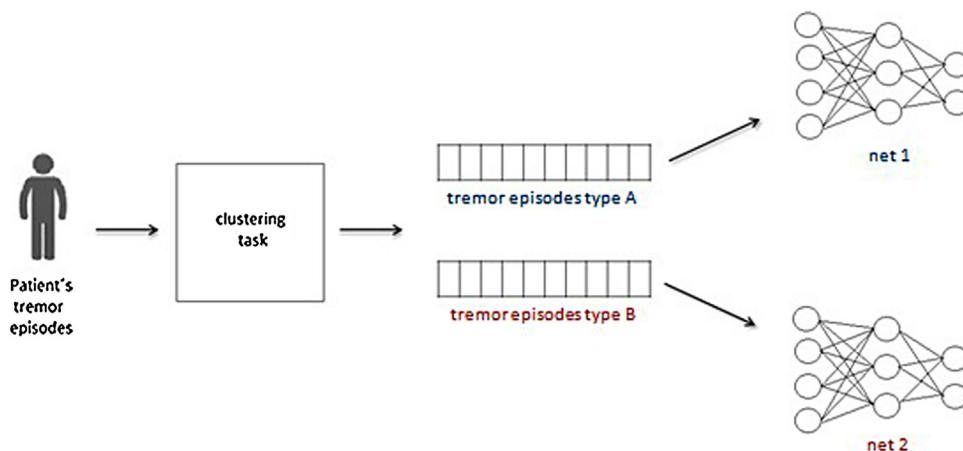 Patient´s
tremor
episodes
clustering
task
tremor episodes type A
tremor episodes type B
net 1
net 2